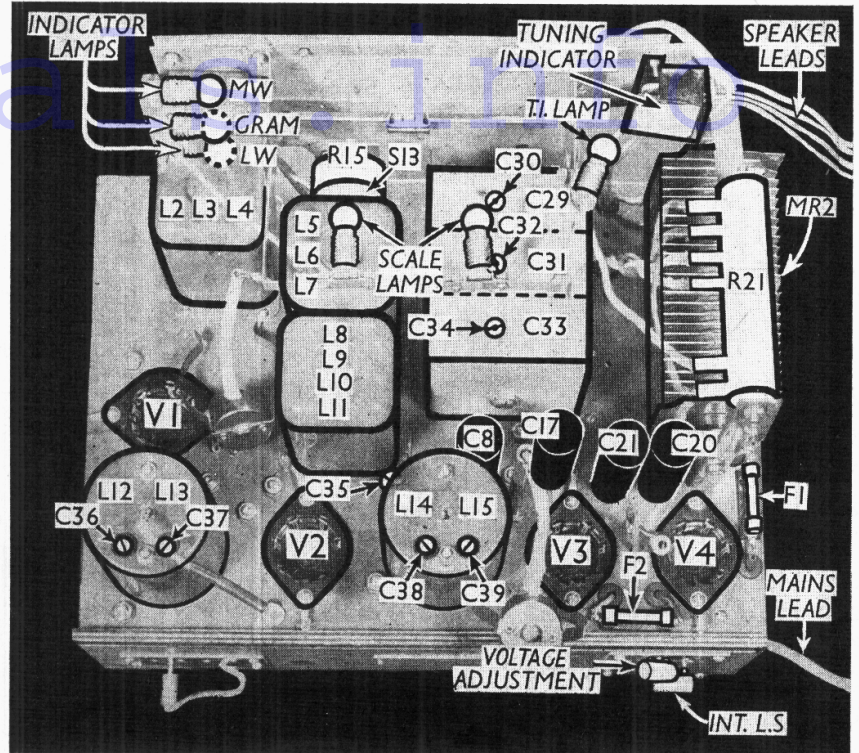 INDICATOR
LAMPS
TUNING
INDICATOR
SPEAKER
LEADS
MW
GRAM
LW
T.I. LAMP
R15
S13
C30
C29
MR2
L2 L3 L4
L5
C32
L6
SCALE
LAMPS
C31
L7
R21
C34
C33
L8
L9
L10
L11
V1
C8
C17
C21
C20
C35
F1
L12
L13
L14
L15
C36
C37
V2
V3
V4
F2
C38
C39
MAINS
LEAD
VOLTAGE
ADJUSTMENT
INT. L.S
als.info